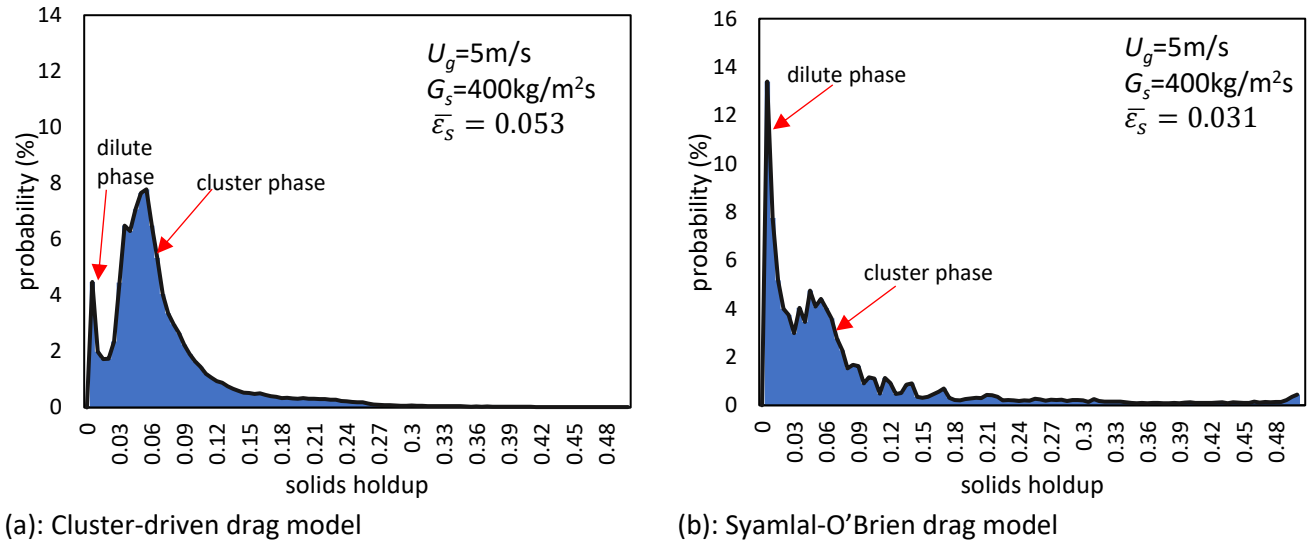 14
12
10
8
6
4
2
0
probability (%)
U_g=5m/s
G_s=400kg/m²s
ε̄_s = 0.053
dilute
phase
cluster phase
0 0.03 0.06 0.09 0.12 0.15 0.18 0.21 0.24 0.27 0.3 0.33 0.36 0.39 0.42 0.45 0.48
solids holdup
(a): Cluster-driven drag model
16
14
12
10
8
6
4
2
0
probability (%)
U_g=5m/s
G_s=400kg/m²s
ε̄_s = 0.031
dilute phase
cluster phase
0 0.03 0.06 0.09 0.12 0.15 0.18 0.21 0.24 0.27 0.3 0.33 0.36 0.39 0.42 0.45 0.48
solids holdup
(b): Syamlal-O’Brien drag model